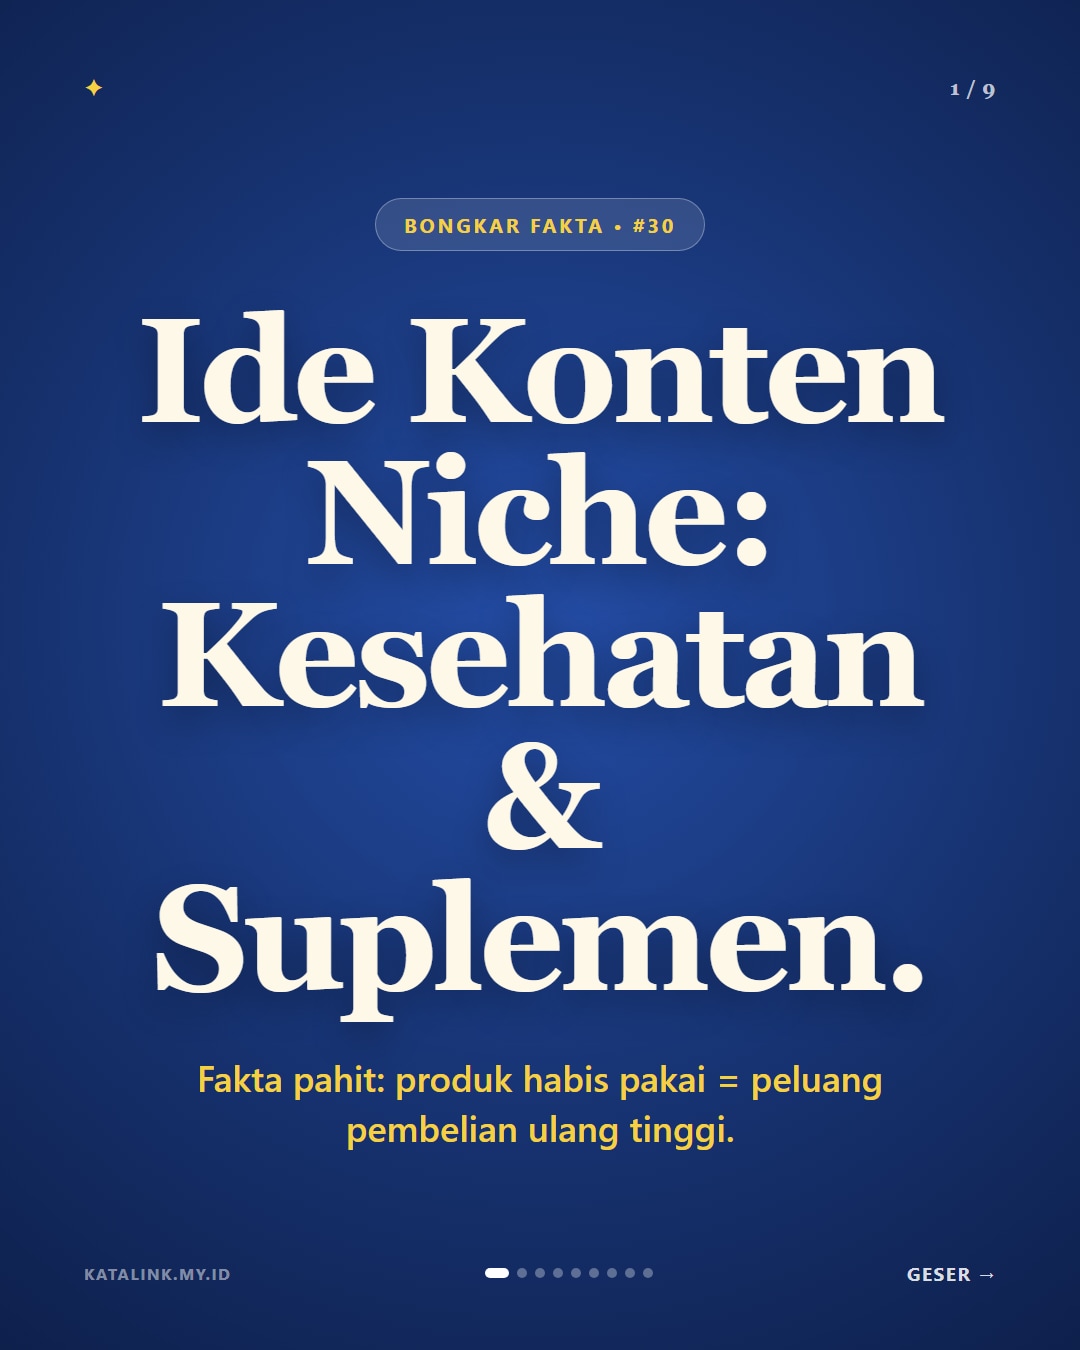 ✦
1 / 9
BONGKAR FAKTA • #30
Ide Konten
Niche:
Kesehatan
&
Suplemen.
Fakta pahit: produk habis pakai = peluang
pembelian ulang tinggi.
KATALINK.MY.ID
GESER →